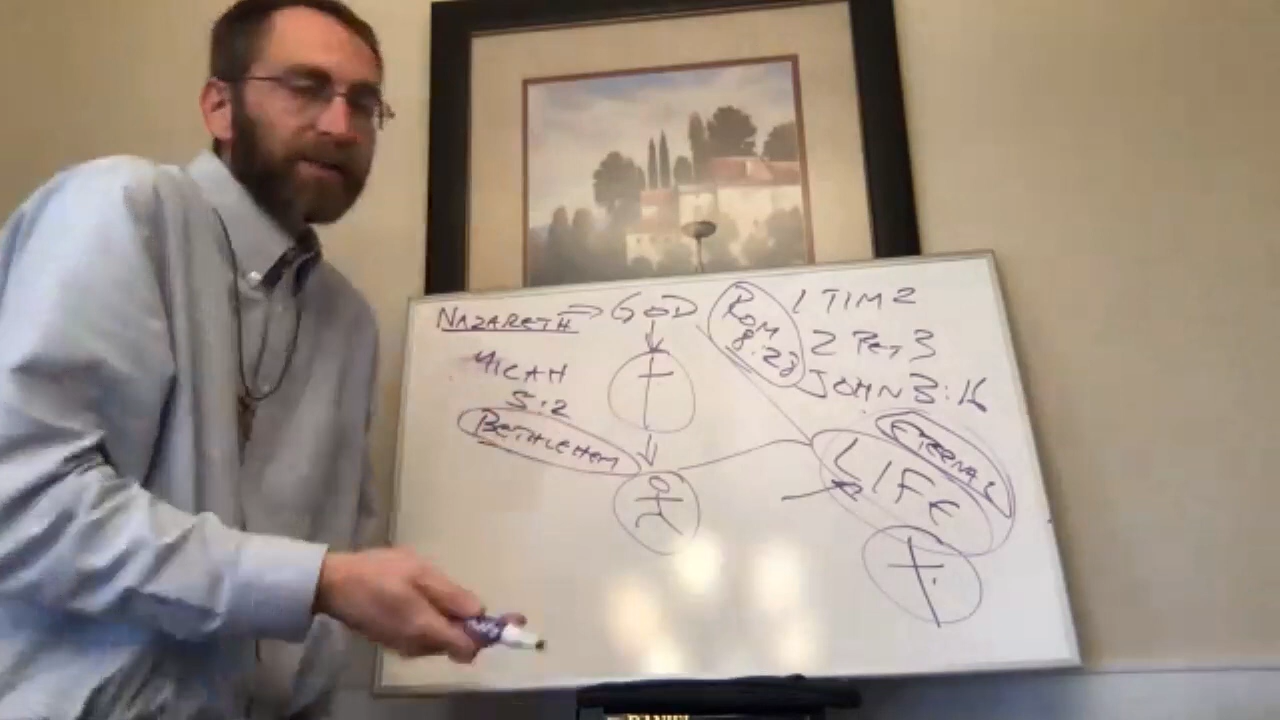 NAZARETH → GOD
MICAH
5:2
BETHLEHEM
ROM
8:28
1 TIM 2
2 PET 3
JOHN 3:16
ETERNAL
LIFE
DANIEL